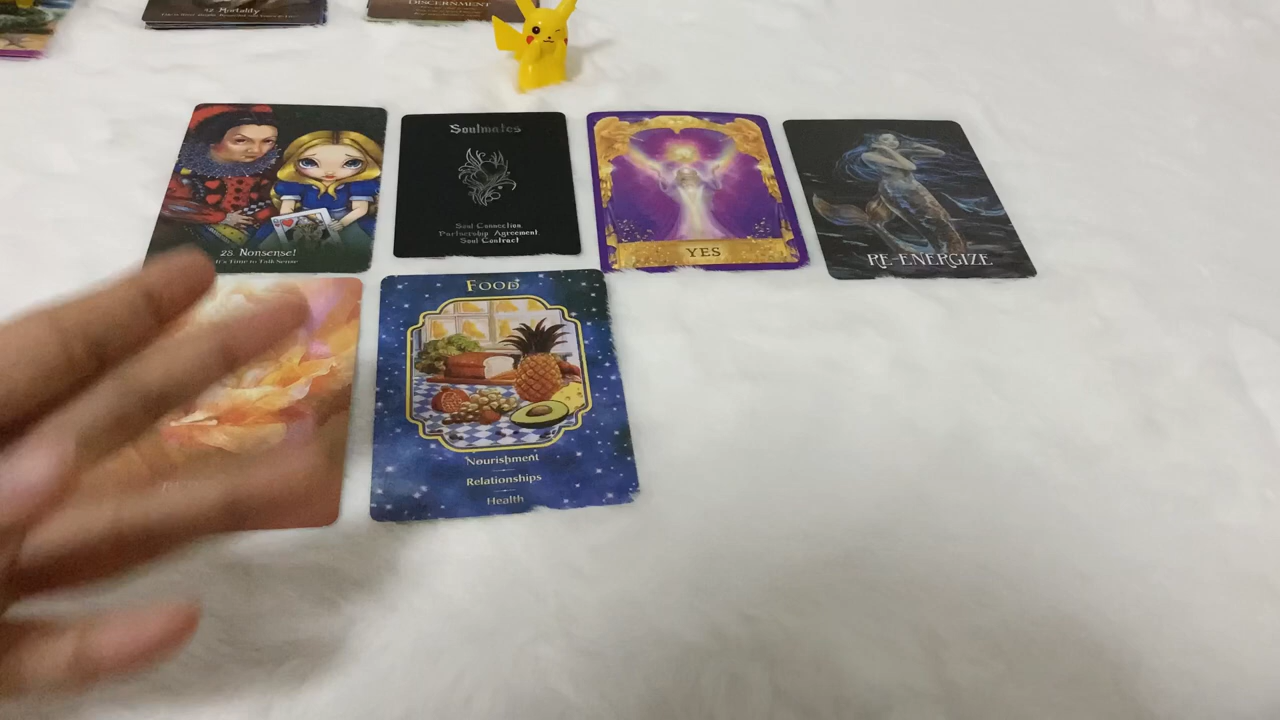 32. Mortality
DISCERNMENT
23. Nonsense!
It's Time to Talk Sense
Soulmates
Soul Connection
Partnership Agreement
Soul Contract
YES
RE-ENERGIZE
FOOD
Nourishment
Relationships
Health